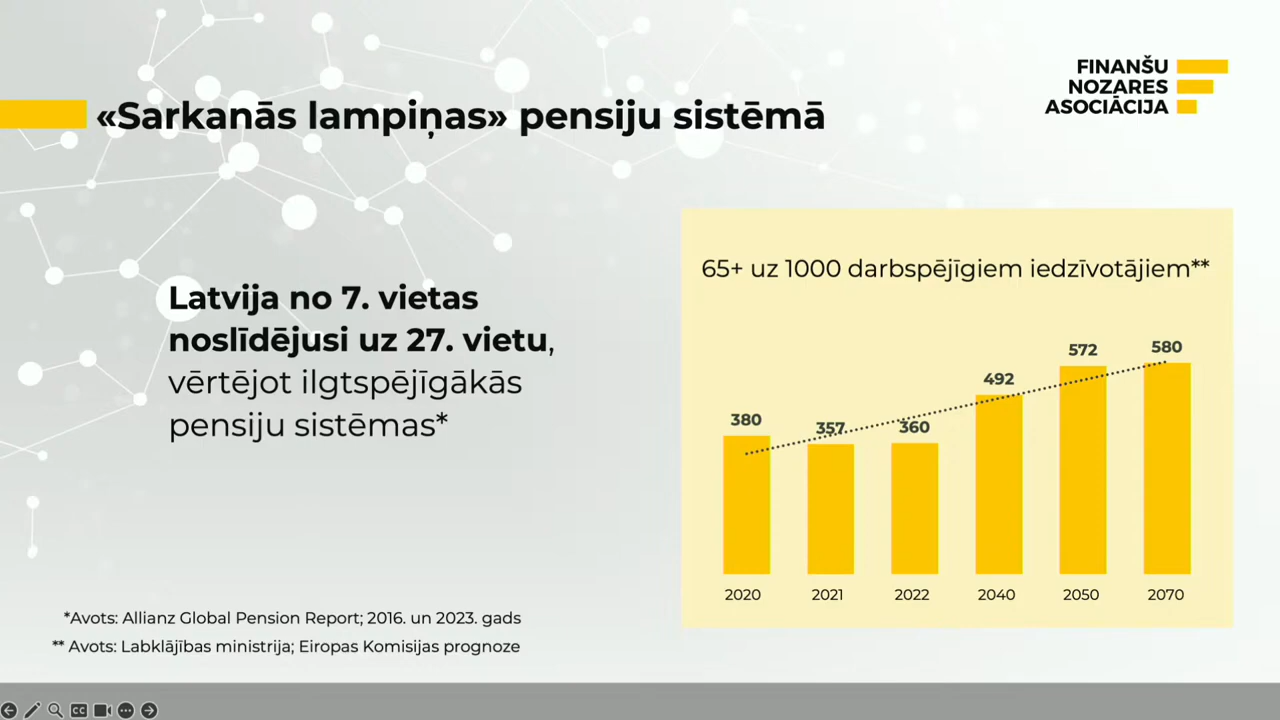 FINANŠU
NOZARES
ASOCIĀCIJA
«Sarkanās lampiņas» pensiju sistēmā
Latvija no 7. vietas
noslīdējusi uz 27. vietu,
vērtējot ilgtspējīgākās
pensiju sistēmas*
65+ uz 1000 darbspējīgiem iedzīvotājiem**
380
357
360
492
572
580
2020
2021
2022
2040
2050
2070
*Avots: Allianz Global Pension Report; 2016. un 2023. gads
** Avots: Labklājības ministrija; Eiropas Komisijas prognoze
CC